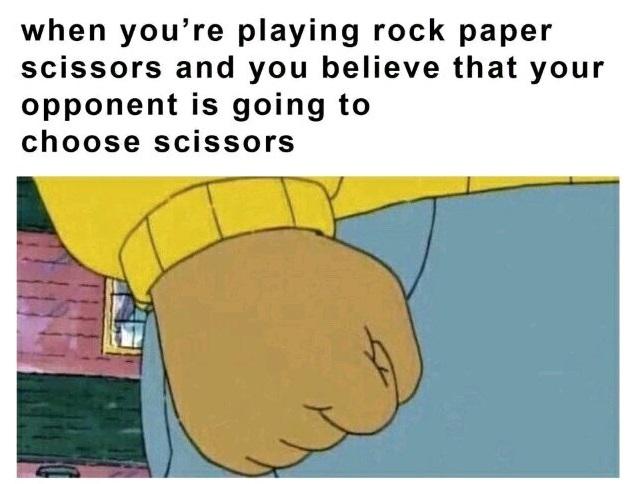 when you’re playing rock paper
scissors and you believe that your
opponent is going to
choose scissors